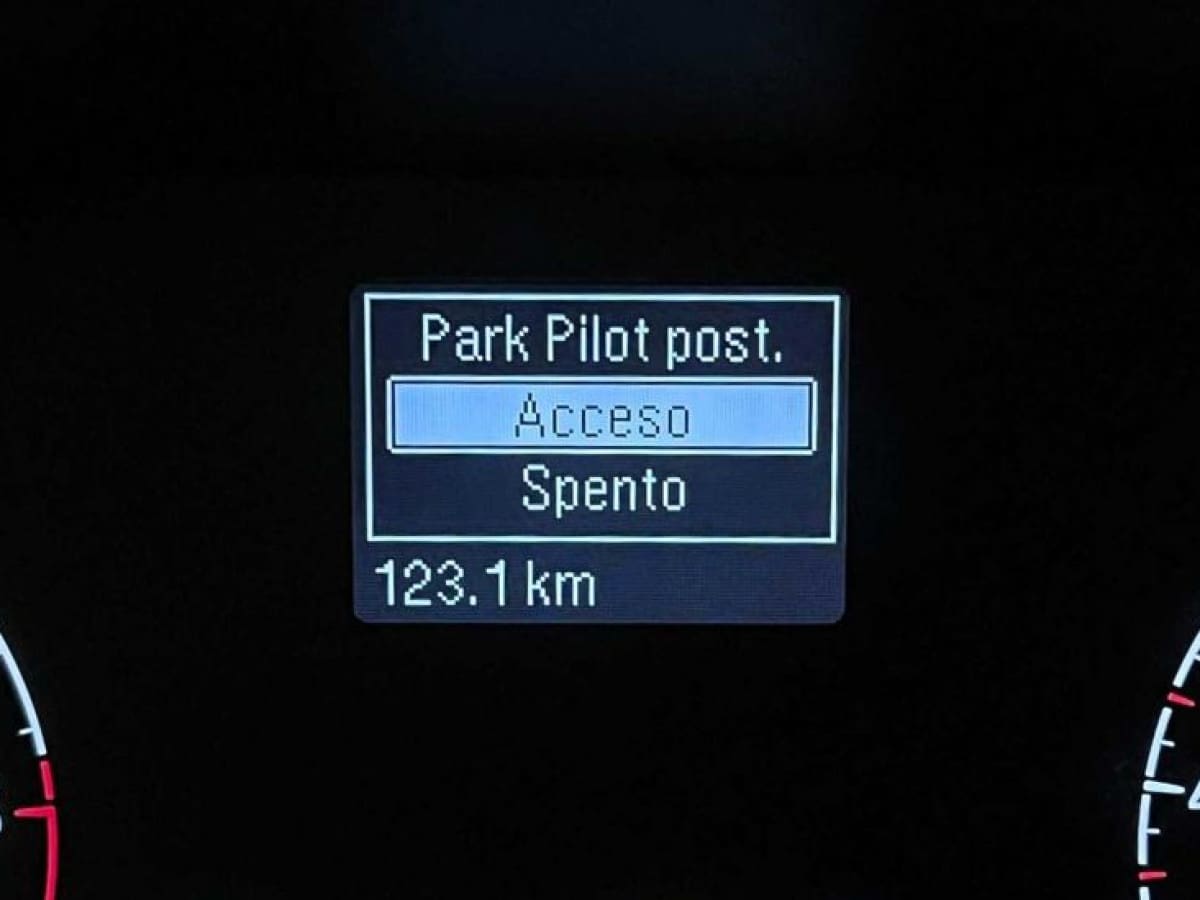 Park Pilot post.
Acceso
Spento
123.1 km